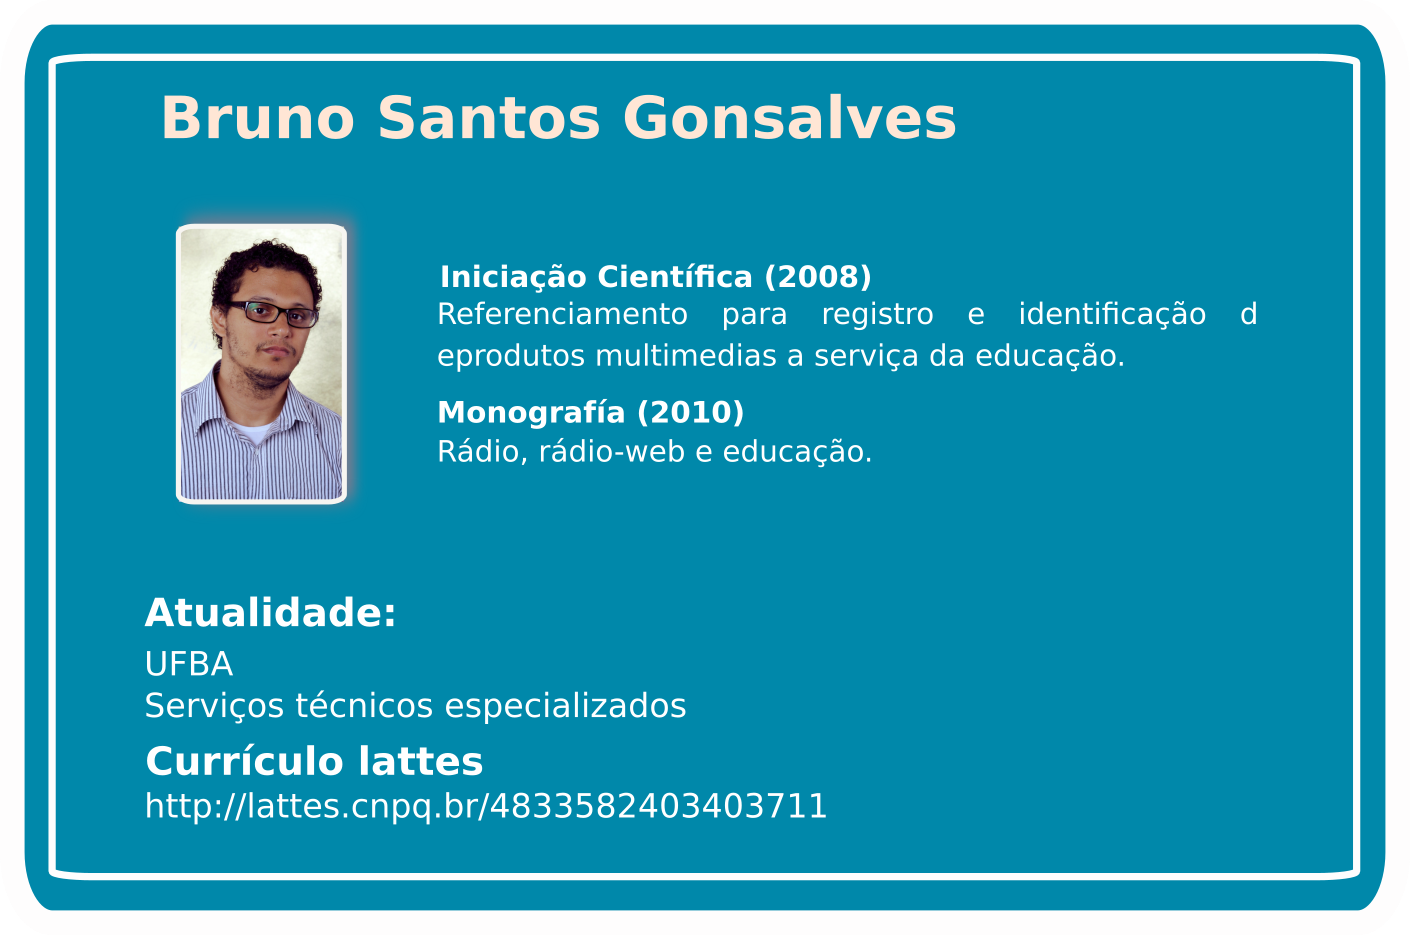 Bruno Santos Gonsalves
Iniciação Científica (2008)
Referenciamento para registro e identificação d
eprodutos multimedias a serviça da educação.
Monografía (2010)
Rádio, rádio-web e educação.
Atualidade:
UFBA
Serviços técnicos especializados
Currículo lattes
http://lattes.cnpq.br/4833582403403711